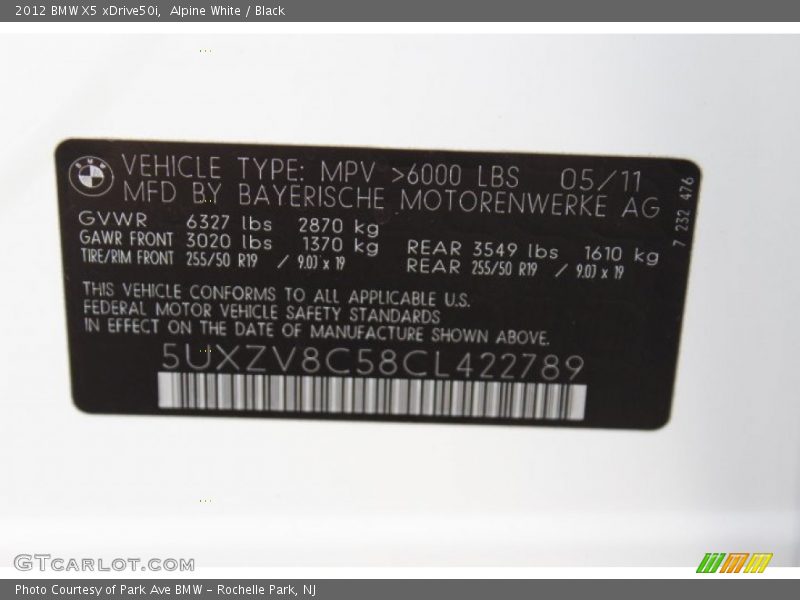 2012 BMW X5 xDrive50i,  Alpine White / Black
BMW
VEHICLE TYPE: MPV >6000 LBS 05/11
MFD BY BAYERISCHE MOTORENWERKE AG
GVWR 6327 lbs 2870 kg
GAWR FRONT 3020 lbs 1370 kg REAR 3549 lbs 1610 kg
TIRE/RIM FRONT 255/50 R19 / 9.0J x 19 REAR 255/50 R19 / 9.0J x 19
THIS VEHICLE CONFORMS TO ALL APPLICABLE U.S.
FEDERAL MOTOR VEHICLE SAFETY STANDARDS
IN EFFECT ON THE DATE OF MANUFACTURE SHOWN ABOVE.
5UXZV8C58CL422789
7 232 476
GTCARLOT.COM
Photo Courtesy of Park Ave BMW - Rochelle Park, NJ